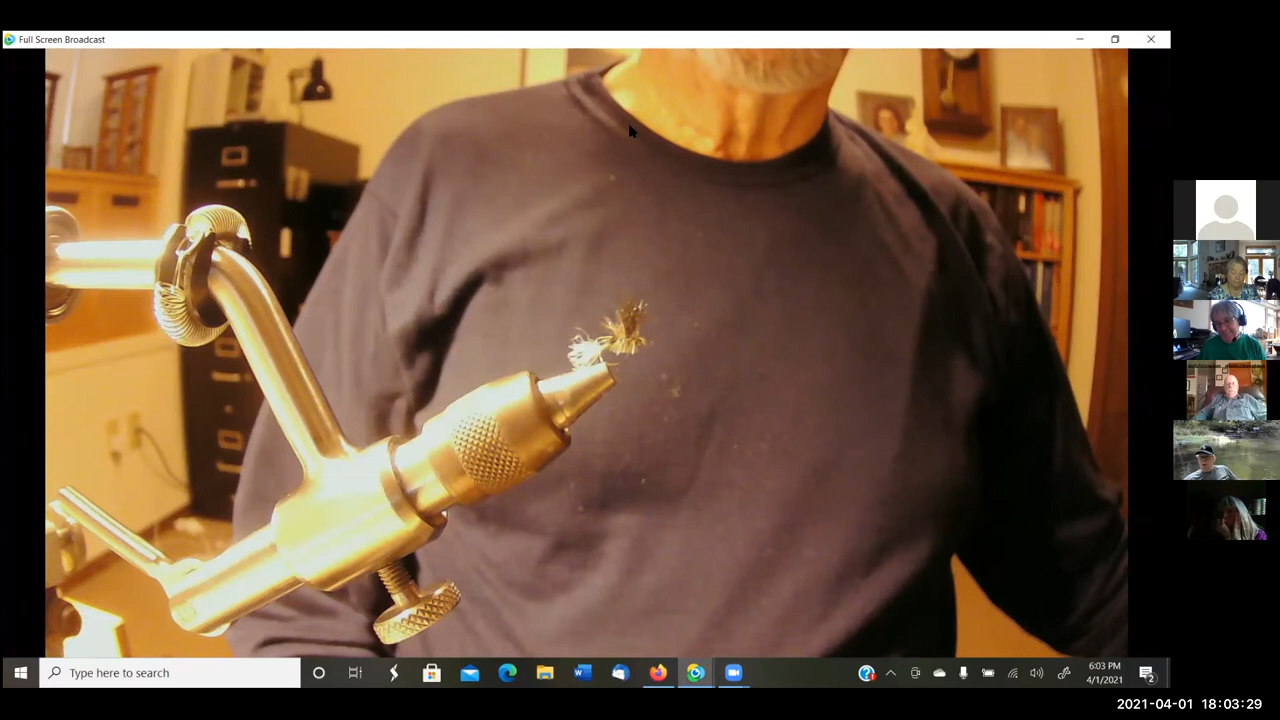 Full Screen Broadcast
Type here to search
6:03 PM
4/1/2021
2
2021-04-01 18:03:29